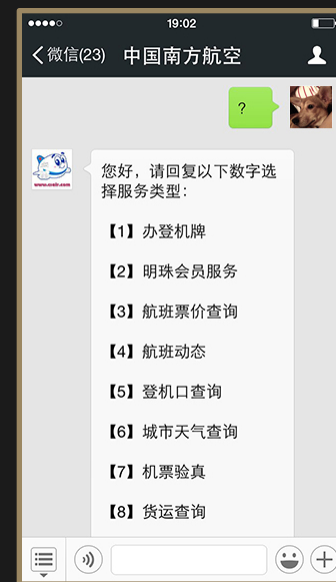 19:02
微信(23)
中国南方航空
?
您好，请回复以下数字选
择服务类型：
【1】办登机牌
【2】明珠会员服务
【3】航班票价查询
【4】航班动态
【5】登机口查询
【6】城市天气查询
【7】机票验真
【8】货运查询